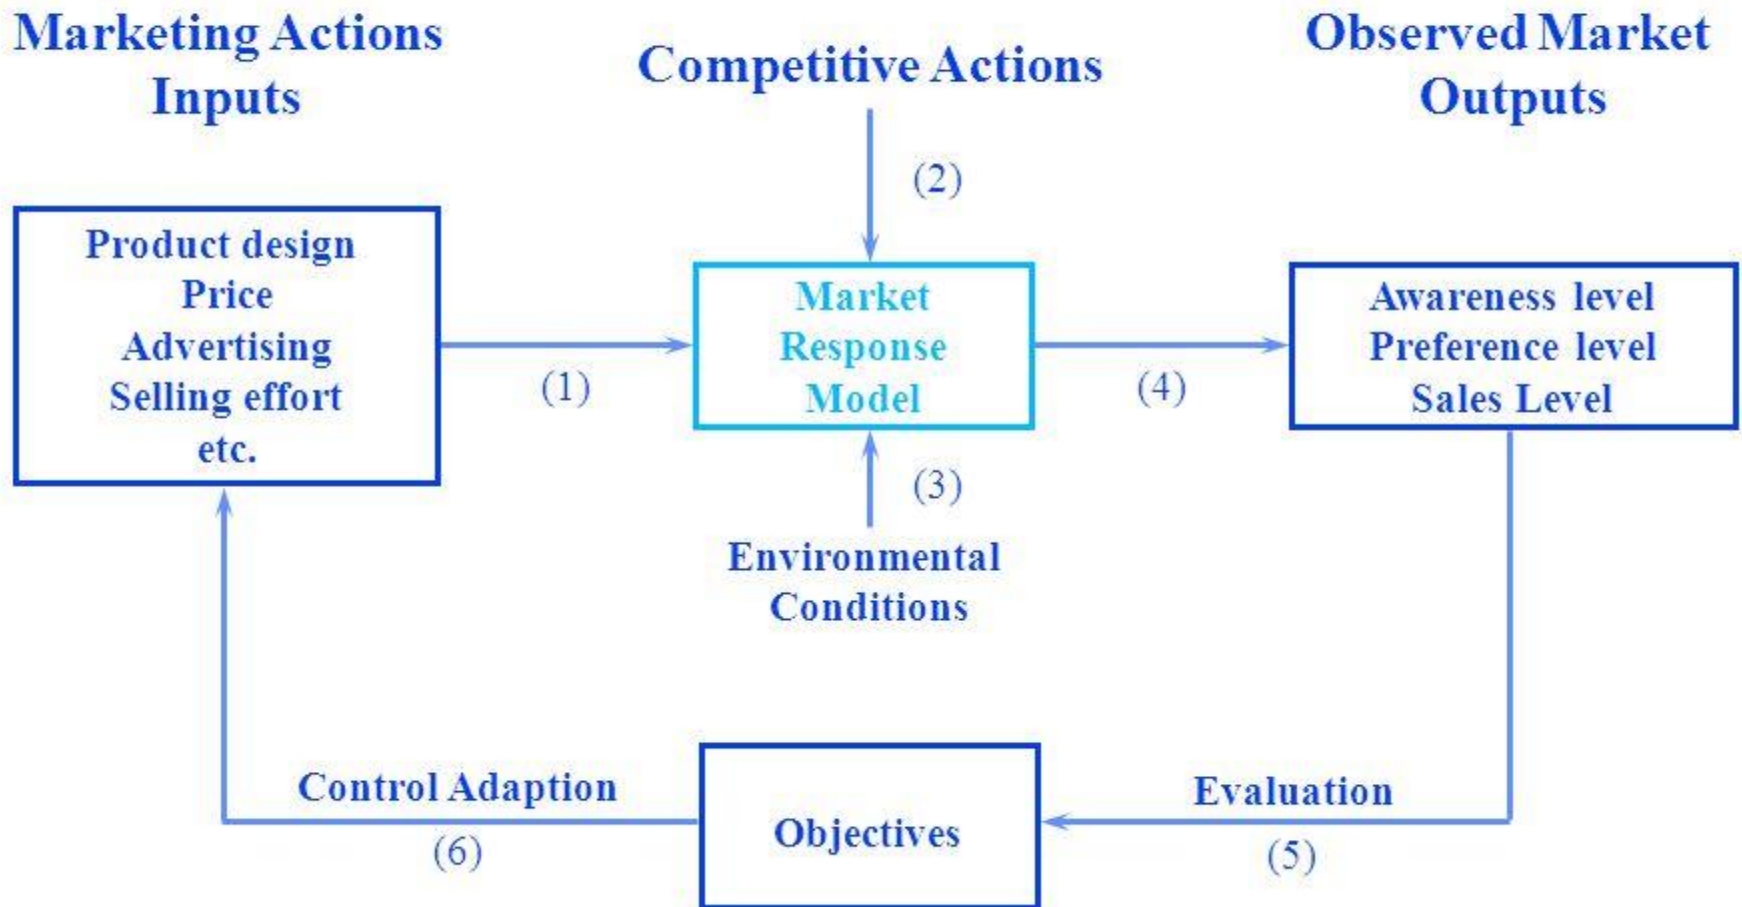 Marketing Actions
Inputs
Competitive Actions
Observed Market
Outputs
(2)
Product design
Price
Advertising
Selling effort
etc.
(1)
Market
Response
Model
(4)
Awareness level
Preference level
Sales Level
(3)
Environmental
Conditions
Control Adaption
(6)
Objectives
Evaluation
(5)